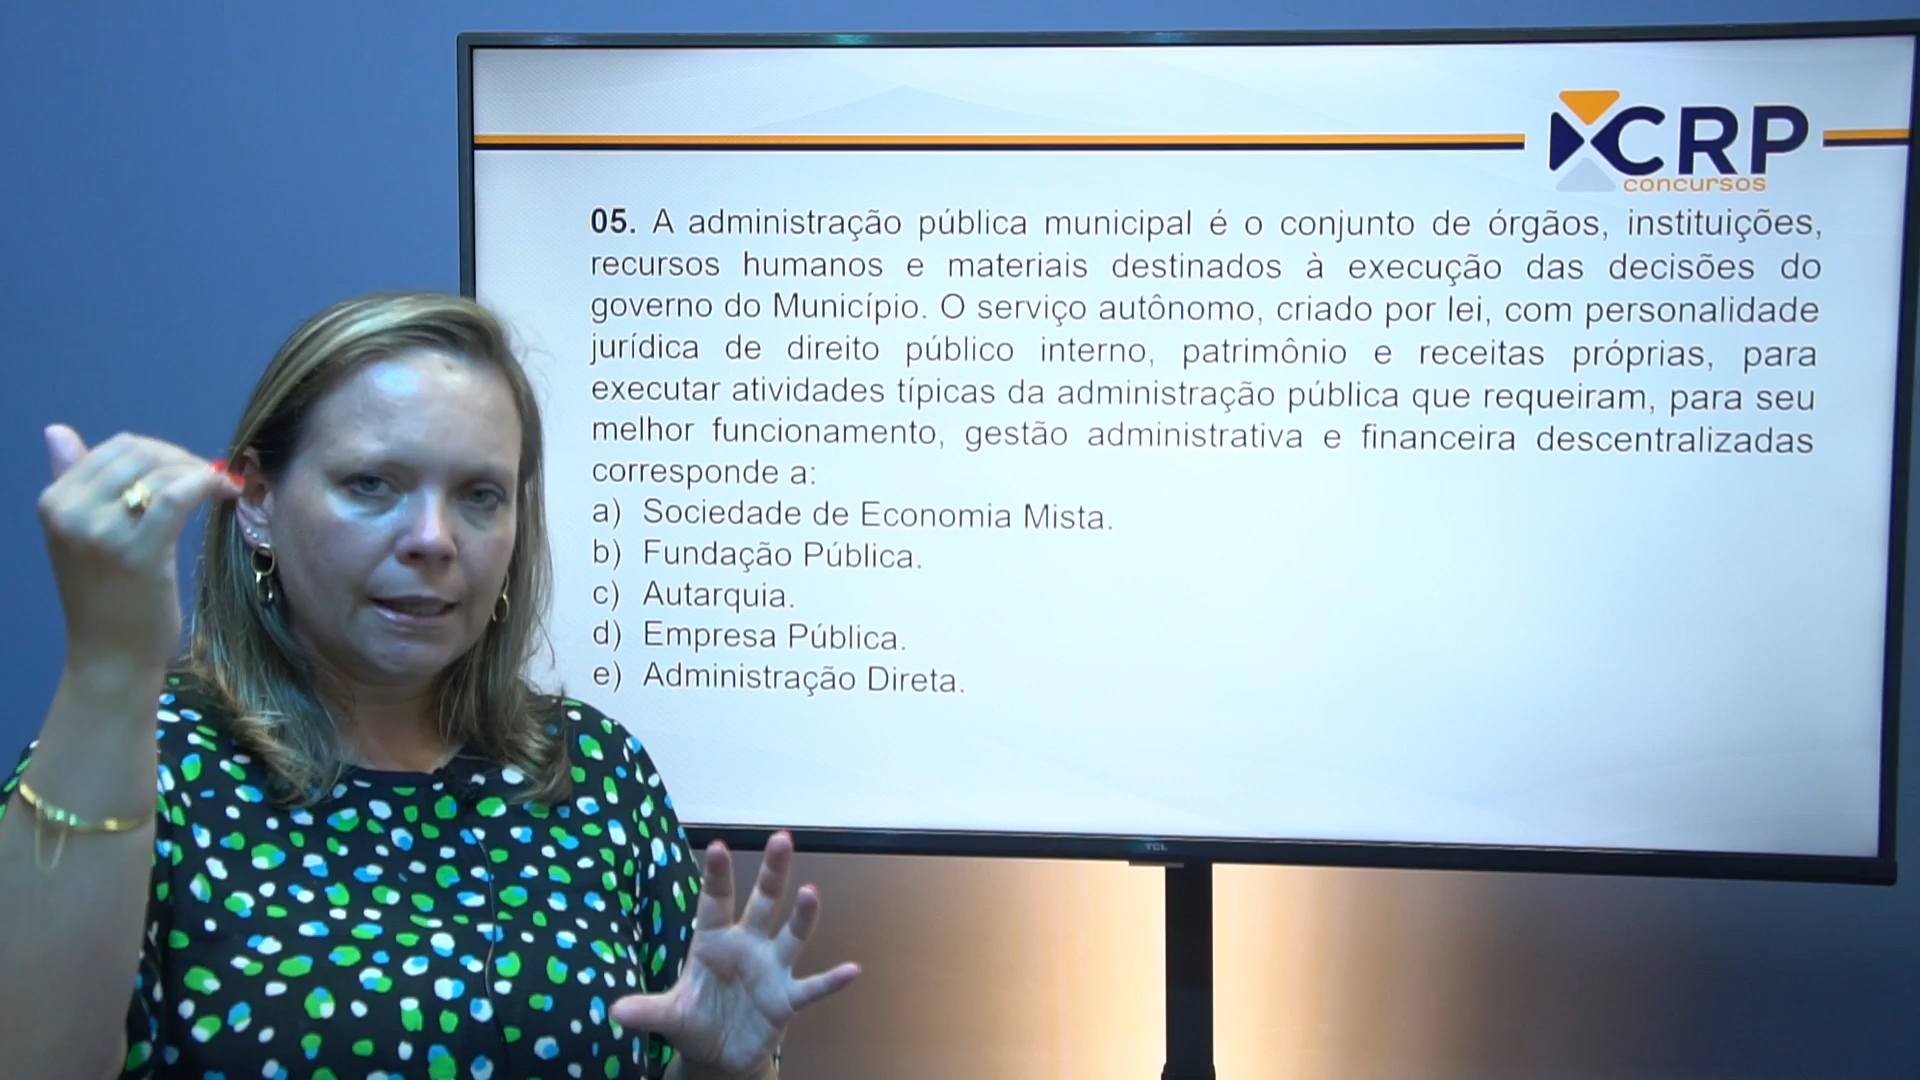 CRP
concursos
05. A administração pública municipal é o conjunto de órgãos, instituições,
recursos humanos e materiais destinados à execução das decisões do
governo do Município. O serviço autônomo, criado por lei, com personalidade
jurídica de direito público interno, patrimônio e receitas próprias, para
executar atividades típicas da administração pública que requeiram, para seu
melhor funcionamento, gestão administrativa e financeira descentralizadas
corresponde a:
a) Sociedade de Economia Mista.
b) Fundação Pública.
c) Autarquia.
d) Empresa Pública.
e) Administração Direta.
TCL